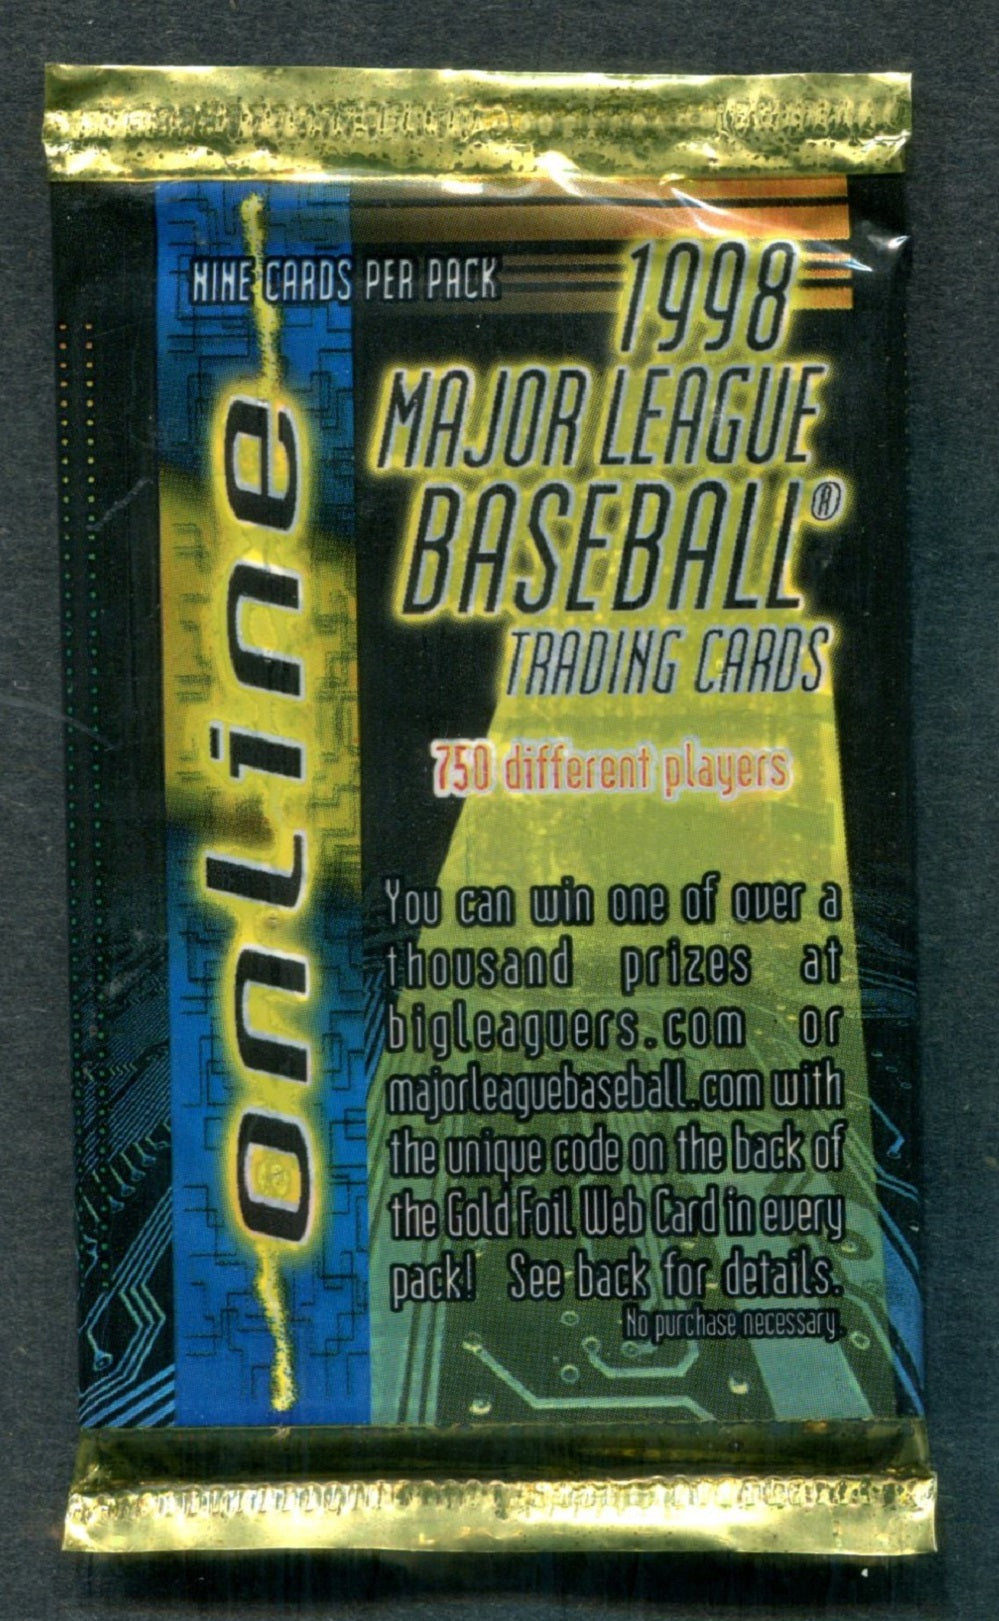 NINE CARDS PER PACK
1998
MAJOR LEAGUE
BASEBALL®
TRADING CARDS
750 different players
online
You can win one of over a
thousand prizes at
bigleaguers.com or
majorleaguebaseball.com with
the unique code on the back of
the Gold Foil Web Card in every
pack! See back for details.
No purchase necessary.